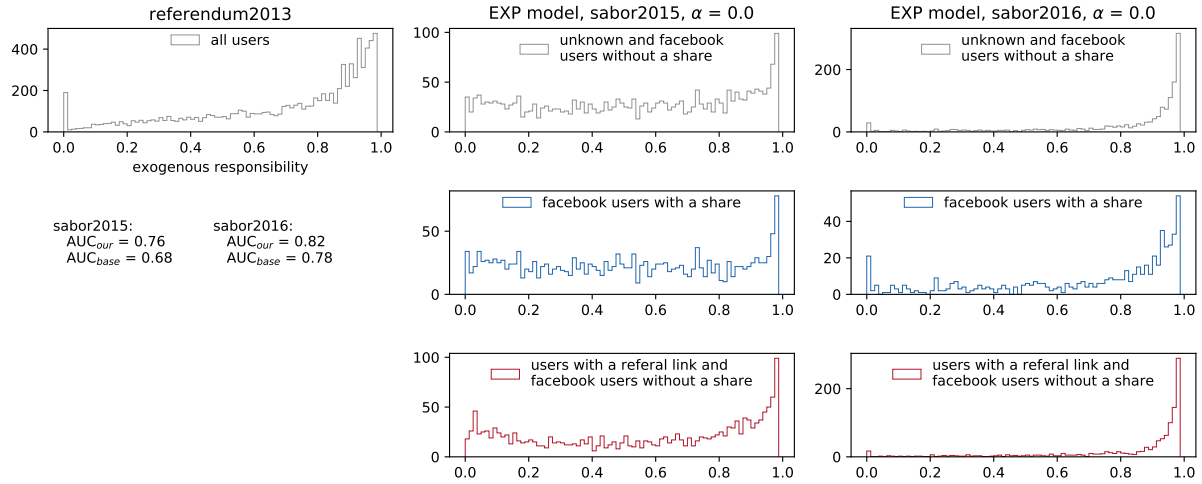 referendum2013
all users
400
200
0
0.0 0.2 0.4 0.6 0.8 1.0
exogenous responsibility
sabor2015:
AUCour = 0.76
AUCbase = 0.68
sabor2016:
AUCour = 0.82
AUCbase = 0.78
EXP model, sabor2015, α = 0.0
unknown and facebook
users without a share
100
50
0
0.0 0.2 0.4 0.6 0.8 1.0
facebook users with a share
50
0
0.0 0.2 0.4 0.6 0.8 1.0
users with a referal link and
facebook users without a share
100
50
0
0.0 0.2 0.4 0.6 0.8 1.0
EXP model, sabor2016, α = 0.0
unknown and facebook
users without a share
200
0
0.0 0.2 0.4 0.6 0.8 1.0
facebook users with a share
40
20
0
0.0 0.2 0.4 0.6 0.8 1.0
users with a referal link and
facebook users without a share
200
0
0.0 0.2 0.4 0.6 0.8 1.0